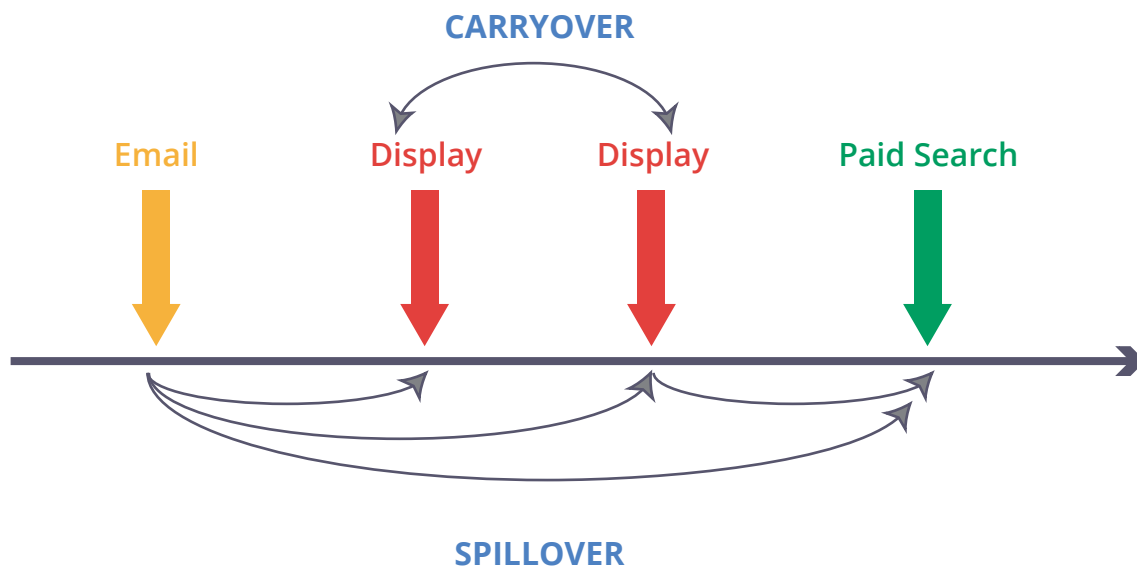 CARRYOVER
Email
Display
Display
Paid Search
SPILLOVER